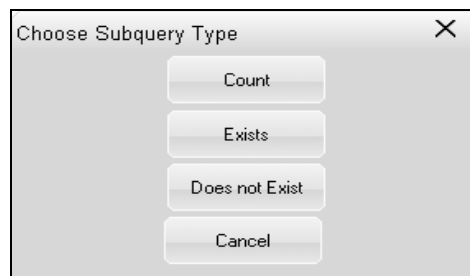 Choose Subquery Type
Count
Exists
Does not Exist
Cancel